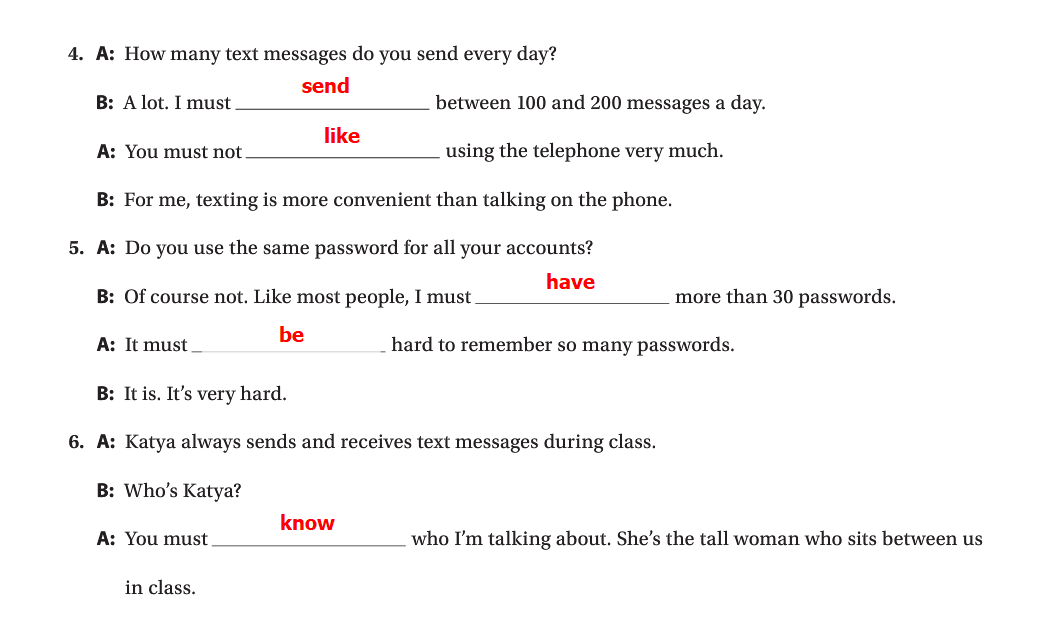 4. A: How many text messages do you send every day?
B: A lot. I must send between 100 and 200 messages a day.
A: You must not like using the telephone very much.
B: For me, texting is more convenient than talking on the phone.
5. A: Do you use the same password for all your accounts?
B: Of course not. Like most people, I must have more than 30 passwords.
A: It must be hard to remember so many passwords.
B: It is. It’s very hard.
6. A: Katya always sends and receives text messages during class.
B: Who’s Katya?
A: You must know who I’m talking about. She’s the tall woman who sits between us
in class.